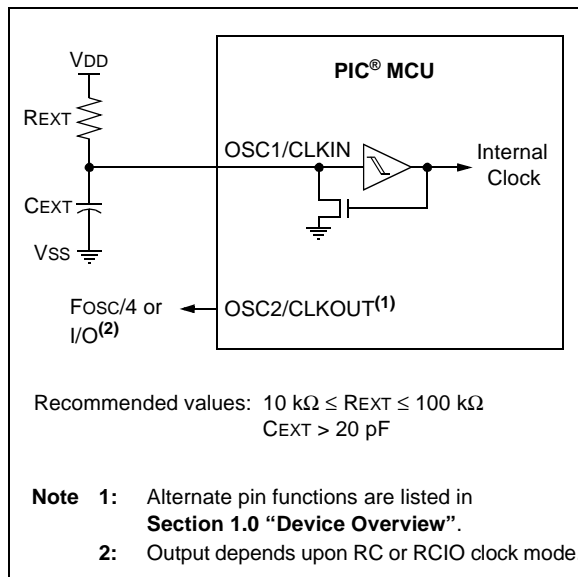 VDD
PIC® MCU
REXT
OSC1/CLKIN
Internal
Clock
CEXT
VSS
FOSC/4 or
I/O(2)
OSC2/CLKOUT(1)
Recommended values: 10 kΩ ≤ REXT ≤ 100 kΩ
CEXT > 20 pF
Note 1: Alternate pin functions are listed in
Section 1.0 “Device Overview”.
2: Output depends upon RC or RCIO clock mode